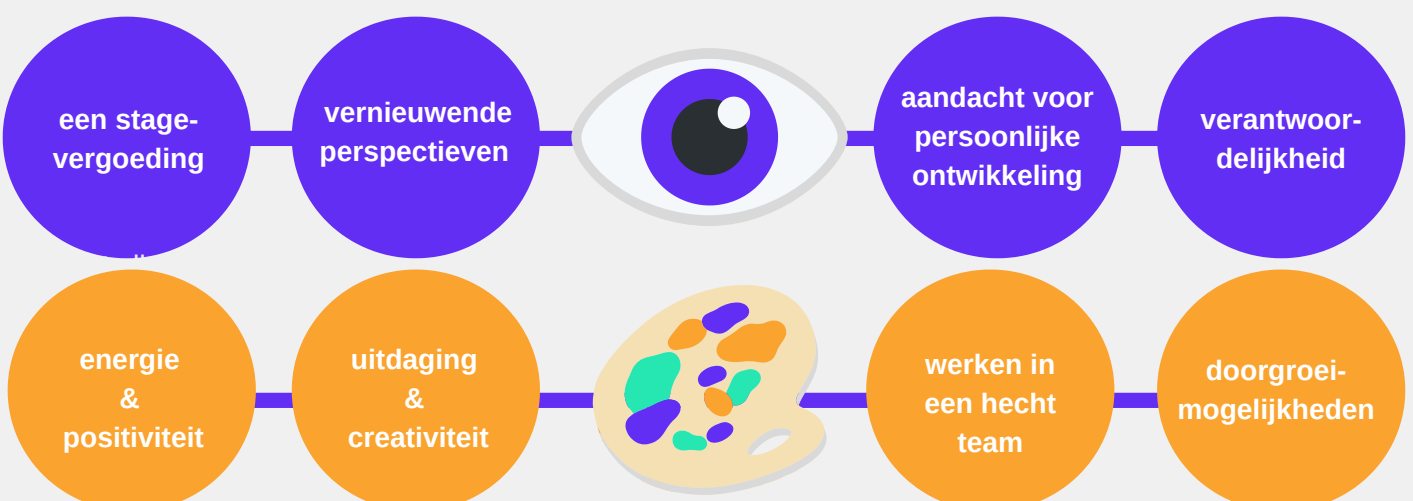 een stage-
vergoeding
vernieuwende
perspectieven
aandacht voor
persoonlijke
ontwikkeling
verantwoor-
delijkheid
energie
&
positiviteit
uitdaging
&
creativiteit
werken in
een hecht
team
doorgroei-
mogelijkheden